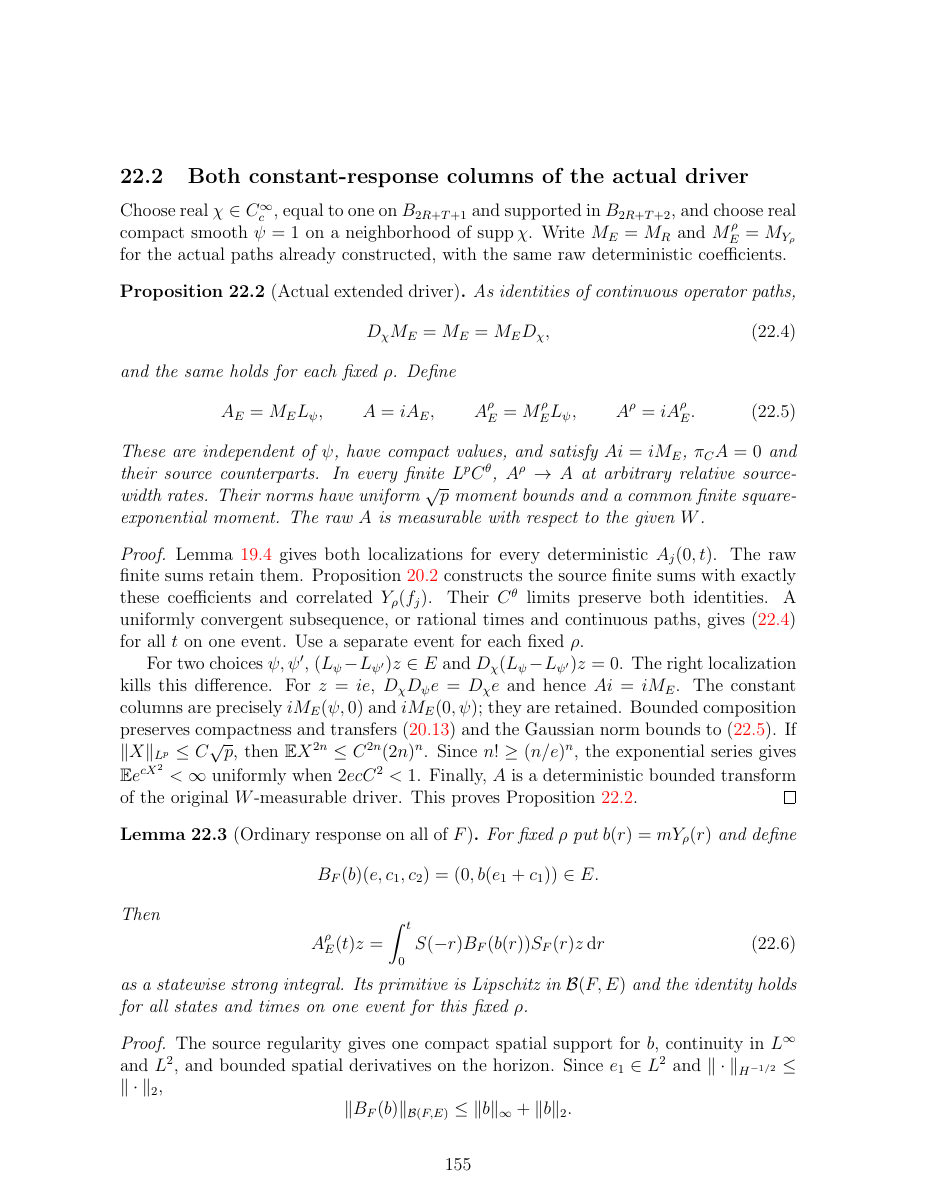 22.2 Both constant-response columns of the actual driver
Choose real χ ∈ C_c^∞, equal to one on B_{2R+T+1} and supported in B_{2R+T+2}, and choose real
compact smooth ψ = 1 on a neighborhood of supp χ. Write M_E = M_R and M_E^ρ = M_{Y_ρ}
for the actual paths already constructed, with the same raw deterministic coefficients.
Proposition 22.2 (Actual extended driver). As identities of continuous operator paths,
D_χ M_E = M_E = M_E D_χ, (22.4)
and the same holds for each fixed ρ. Define
A_E = M_E L_ψ, A = iA_E, A_E^ρ = M_E^ρ L_ψ, A^ρ = iA_E^ρ. (22.5)
These are independent of ψ, have compact values, and satisfy Ai = iM_E, π_C A = 0 and
their source counterparts. In every finite L^p C^θ, A^ρ → A at arbitrary relative source-
width rates. Their norms have uniform √p moment bounds and a common finite square-
exponential moment. The raw A is measurable with respect to the given W.
Proof. Lemma 19.4 gives both localizations for every deterministic A_j(0, t). The raw
finite sums retain them. Proposition 20.2 constructs the source finite sums with exactly
these coefficients and correlated Y_ρ(f_j). Their C^θ limits preserve both identities. A
uniformly convergent subsequence, or rational times and continuous paths, gives (22.4)
for all t on one event. Use a separate event for each fixed ρ.
For two choices ψ, ψ′, (L_ψ − L_{ψ′})z ∈ E and D_χ(L_ψ − L_{ψ′})z = 0. The right localization
kills this difference. For z = ie, D_χ D_ψ e = D_χ e and hence Ai = iM_E. The constant
columns are precisely iM_E(ψ, 0) and iM_E(0, ψ); they are retained. Bounded composition
preserves compactness and transfers (20.13) and the Gaussian norm bounds to (22.5). If
‖X‖_{L^p} ≤ C√p, then 𝔼X^{2n} ≤ C^{2n}(2n)^n. Since n! ≥ (n/e)^n, the exponential series gives
𝔼e^{cX^2} < ∞ uniformly when 2ecC^2 < 1. Finally, A is a deterministic bounded transform
of the original W-measurable driver. This proves Proposition 22.2. □
Lemma 22.3 (Ordinary response on all of F). For fixed ρ put b(r) = mY_ρ(r) and define
B_F(b)(e, c_1, c_2) = (0, b(e_1 + c_1)) ∈ E.
Then
A_E^ρ(t)z = ∫_0^t S(−r)B_F(b(r))S_F(r)z dr (22.6)
as a statewise strong integral. Its primitive is Lipschitz in 𝓑(F, E) and the identity holds
for all states and times on one event for this fixed ρ.
Proof. The source regularity gives one compact spatial support for b, continuity in L^∞
and L^2, and bounded spatial derivatives on the horizon. Since e_1 ∈ L^2 and ‖ · ‖_{H^{−1/2}} ≤
‖ · ‖_2,
‖B_F(b)‖_{𝓑(F,E)} ≤ ‖b‖_∞ + ‖b‖_2.
155